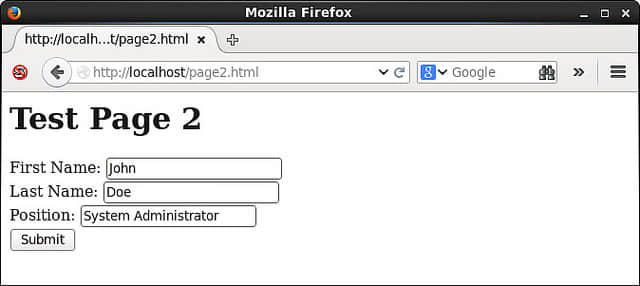 Mozilla Firefox
http://localh...t/page2.html
http://localhost/page2.html
Google
Test Page 2
First Name: John
Last Name: Doe
Position: System Administrator
Submit